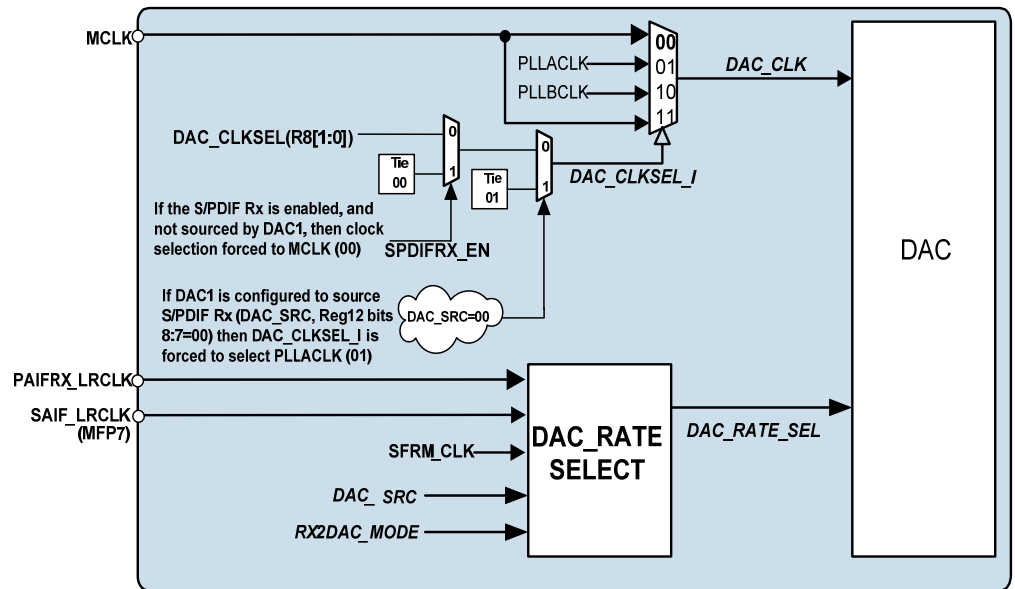 MCLK
00
PLLACLK
01
DAC_CLK
PLLBCLK
10
11
DAC_CLKSEL(R8[1:0])
0
0
Tie
00
1
DAC_CLKSEL_I
Tie
01
1
If the S/PDIF Rx is enabled, and
not sourced by DAC1, then clock
selection forced to MCLK (00)
SPDIFRX_EN
DAC
If DAC1 is configured to source
S/PDIF Rx (DAC_SRC, Reg12 bits
8:7=00) then DAC_CLKSEL_I is
forced to select PLLACLK (01)
DAC_SRC=00
PAIFRX_LRCLK
SAIF_LRCLK
(MFP7)
SFRM_CLK
DAC_ SRC
RX2DAC_MODE
DAC_RATE
SELECT
DAC_RATE_SEL